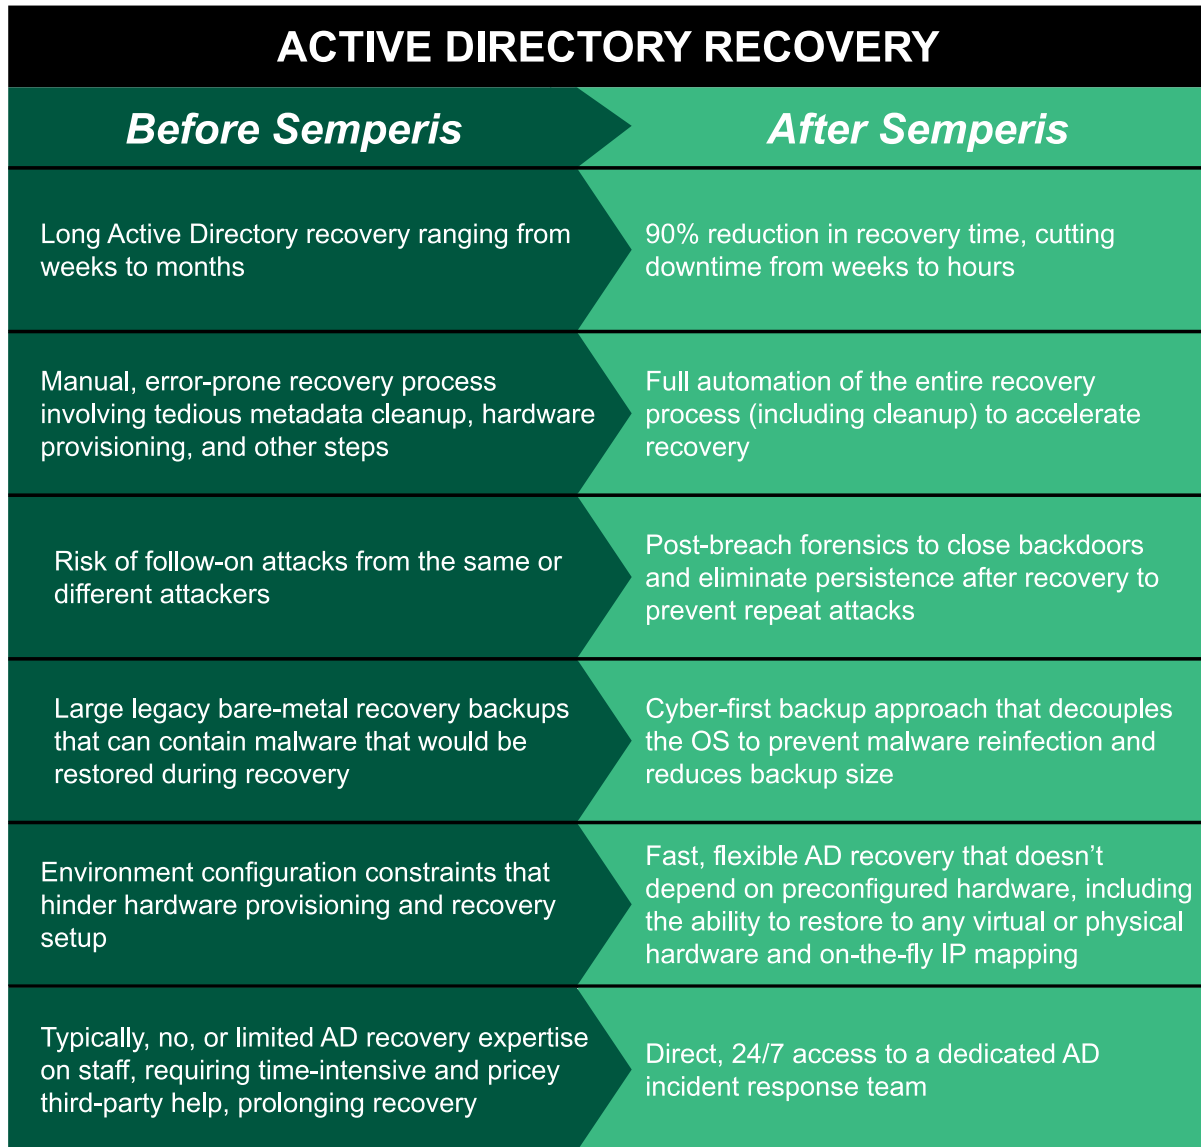 ACTIVE DIRECTORY RECOVERY
Before Semperis
After Semperis
Long Active Directory recovery ranging from
weeks to months
90% reduction in recovery time, cutting
downtime from weeks to hours
Manual, error-prone recovery process
involving tedious metadata cleanup, hardware
provisioning, and other steps
Full automation of the entire recovery
process (including cleanup) to accelerate
recovery
Risk of follow-on attacks from the same or
different attackers
Post-breach forensics to close backdoors
and eliminate persistence after recovery to
prevent repeat attacks
Large legacy bare-metal recovery backups
that can contain malware that would be
restored during recovery
Cyber-first backup approach that decouples
the OS to prevent malware reinfection and
reduces backup size
Environment configuration constraints that
hinder hardware provisioning and recovery
setup
Fast, flexible AD recovery that doesn’t
depend on preconfigured hardware, including
the ability to restore to any virtual or physical
hardware and on-the-fly IP mapping
Typically, no, or limited AD recovery expertise
on staff, requiring time-intensive and pricey
third-party help, prolonging recovery
Direct, 24/7 access to a dedicated AD
incident response team